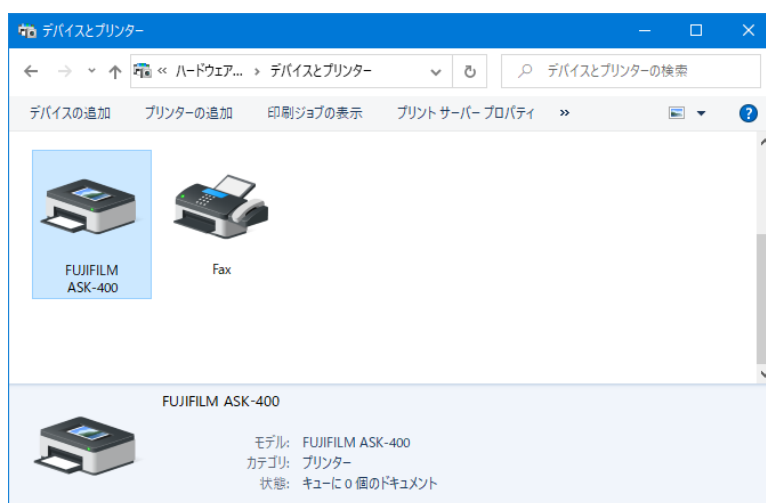 デバイスとプリンター
« ハードウェア... › デバイスとプリンター
デバイスとプリンターの検索
デバイスの追加 プリンターの追加 印刷ジョブの表示 プリント サーバー プロパティ »
FUJIFILM
ASK-400
Fax
FUJIFILM ASK-400
モデル: FUJIFILM ASK-400
カテゴリ: プリンター
状態: キューに 0 個のドキュメント